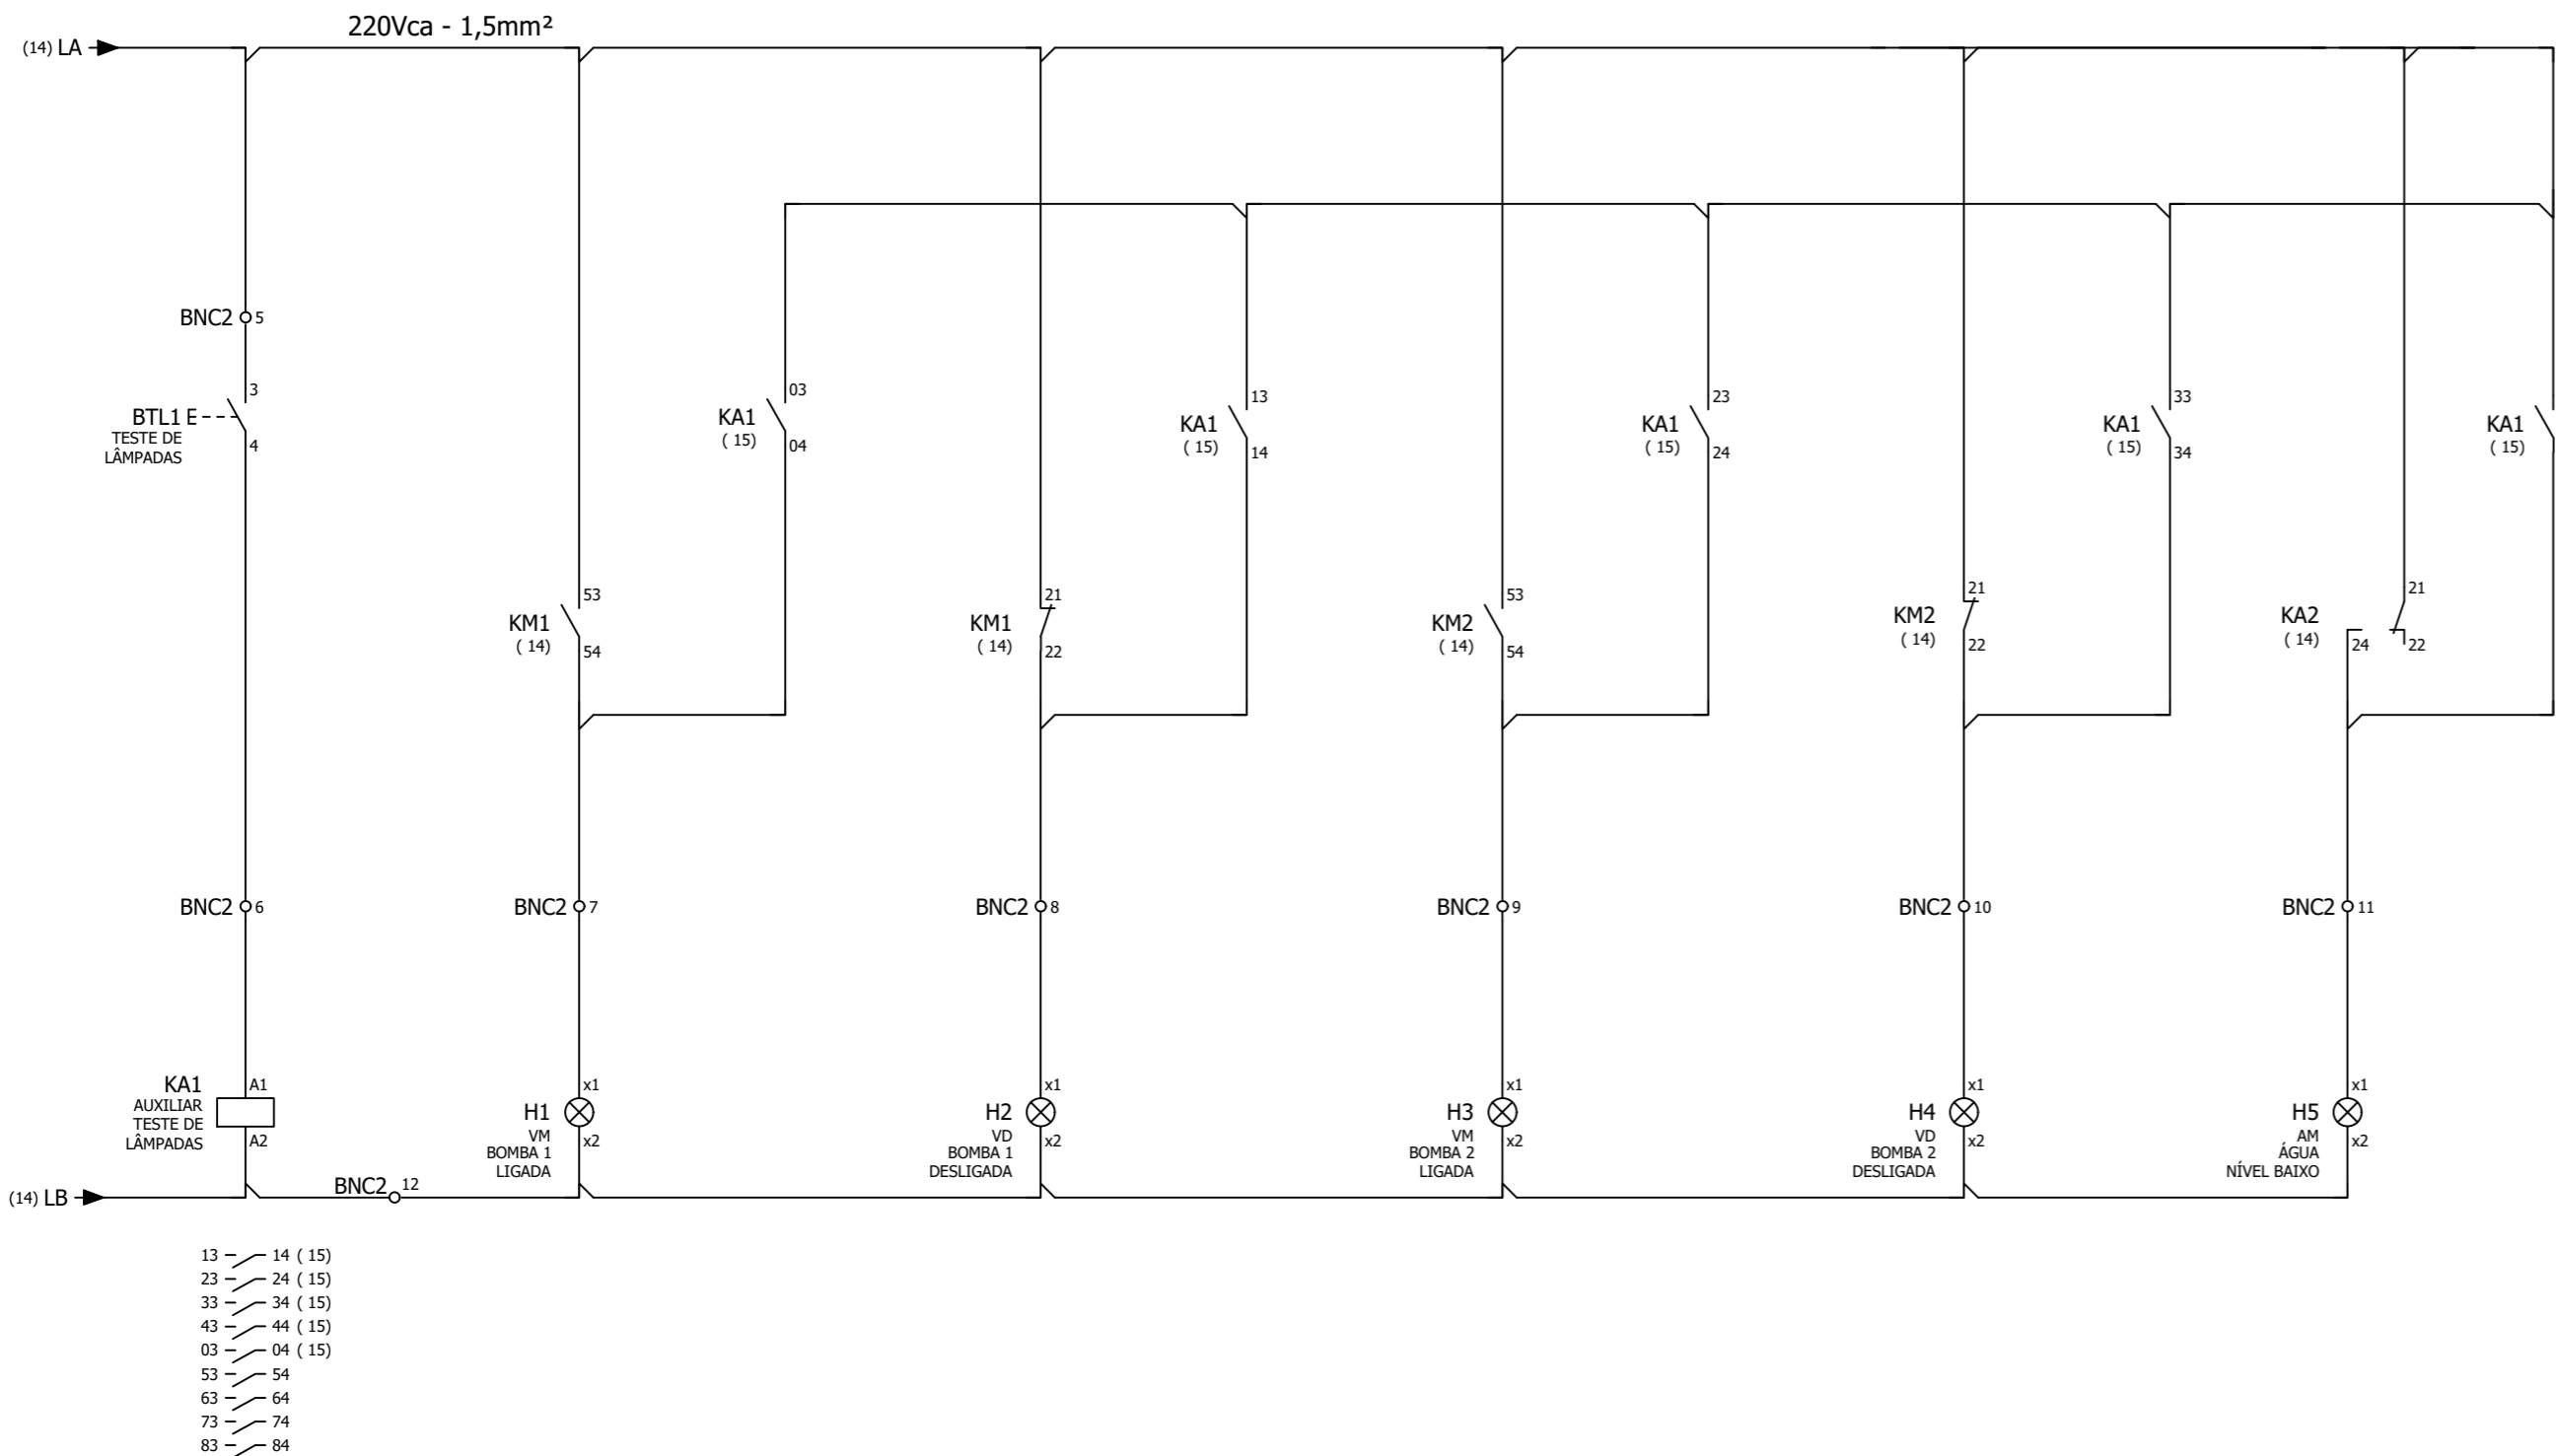 220Vca - 1,5mm²
(14) LA
BNC2 5
3
BTL1 E
TESTE DE
LÂMPADAS
4
03
KA1
( 15)
04
13
KA1
( 15)
14
23
KA1
( 15)
24
33
KA1
( 15)
34
KA1
( 15)
53
KM1
( 14)
54
21
KM1
( 14)
22
53
KM2
( 14)
54
21
KM2
( 14)
22
21
KA2
( 14)
24
22
BNC2 6
BNC2 7
BNC2 8
BNC2 9
BNC2 10
BNC2 11
KA1
A1
AUXILIAR
TESTE DE
LÂMPADAS
A2
x1
H1
VM
x2
BOMBA 1
LIGADA
x1
H2
VD
x2
BOMBA 1
DESLIGADA
x1
H3
VM
x2
BOMBA 2
LIGADA
x1
H4
VD
x2
BOMBA 2
DESLIGADA
x1
H5
AM
x2
ÁGUA
NÍVEL BAIXO
(14) LB
BNC2 12
13 14 ( 15)
23 24 ( 15)
33 34 ( 15)
43 44 ( 15)
03 04 ( 15)
53 54
63 64
73 74
83 84